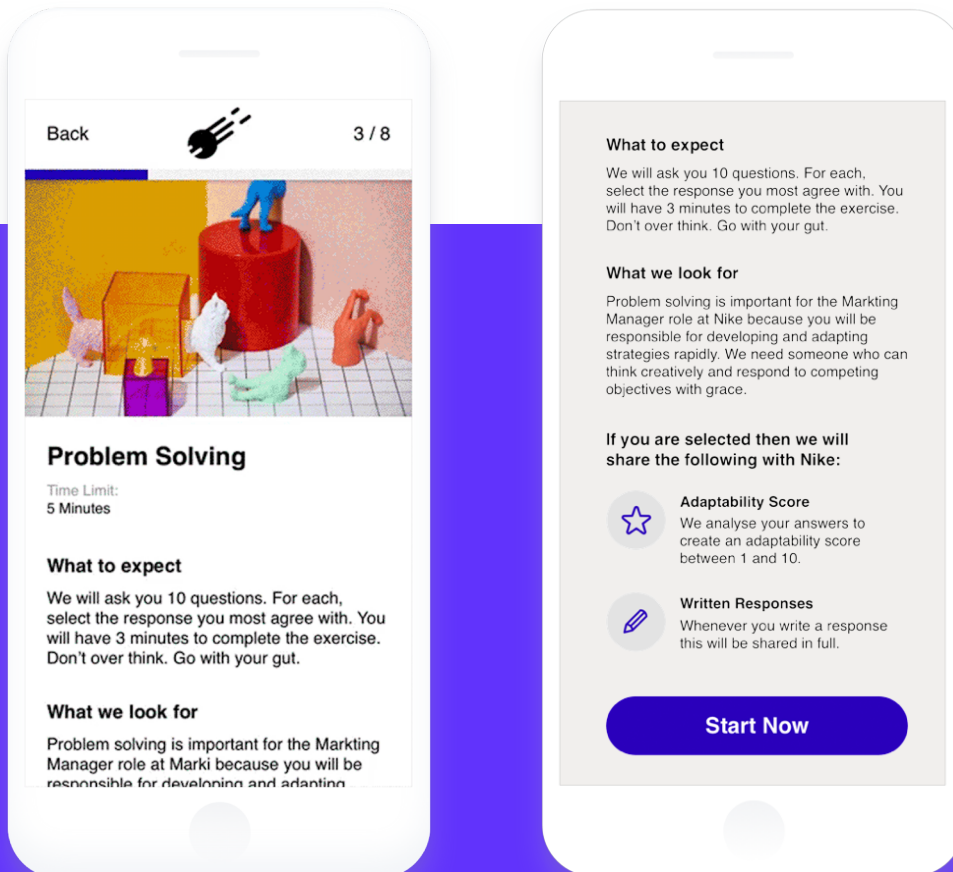 Back
3 / 8
Problem Solving
Time Limit:
5 Minutes
What to expect
We will ask you 10 questions. For each,
select the response you most agree with. You
will have 3 minutes to complete the exercise.
Don't over think. Go with your gut.
What we look for
Problem solving is important for the Markting
Manager role at Marki because you will be
responsible for developing and adapting
What to expect
We will ask you 10 questions. For each,
select the response you most agree with. You
will have 3 minutes to complete the exercise.
Don't over think. Go with your gut.
What we look for
Problem solving is important for the Markting
Manager role at Nike because you will be
responsible for developing and adapting
strategies rapidly. We need someone who can
think creatively and respond to competing
objectives with grace.
If you are selected then we will
share the following with Nike:
Adaptability Score
We analyse your answers to
create an adaptability score
between 1 and 10.
Written Responses
Whenever you write a response
this will be shared in full.
Start Now